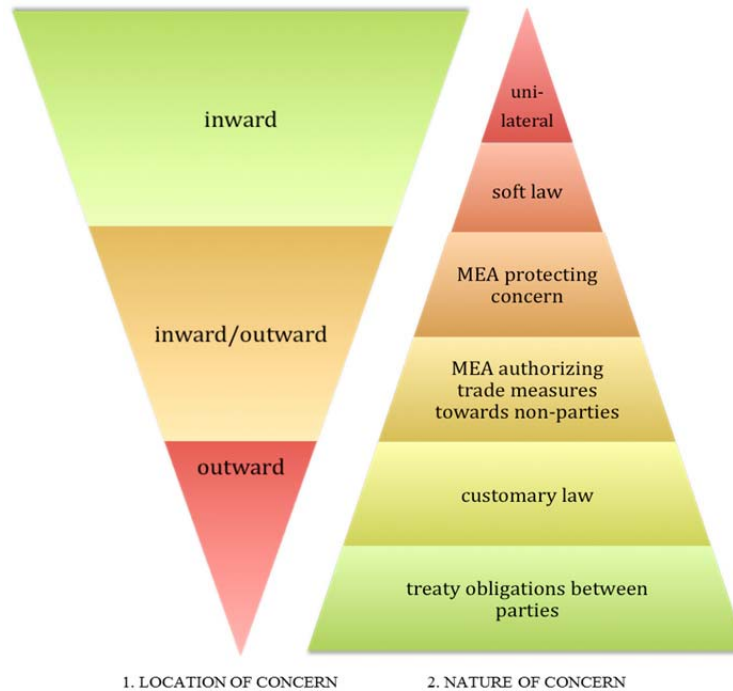 inward
inward/outward
outward
uni-
lateral
soft law
MEA protecting
concern
MEA authorizing
trade measures
towards non-parties
customary law
treaty obligations between
parties
1. LOCATION OF CONCERN
2. NATURE OF CONCERN